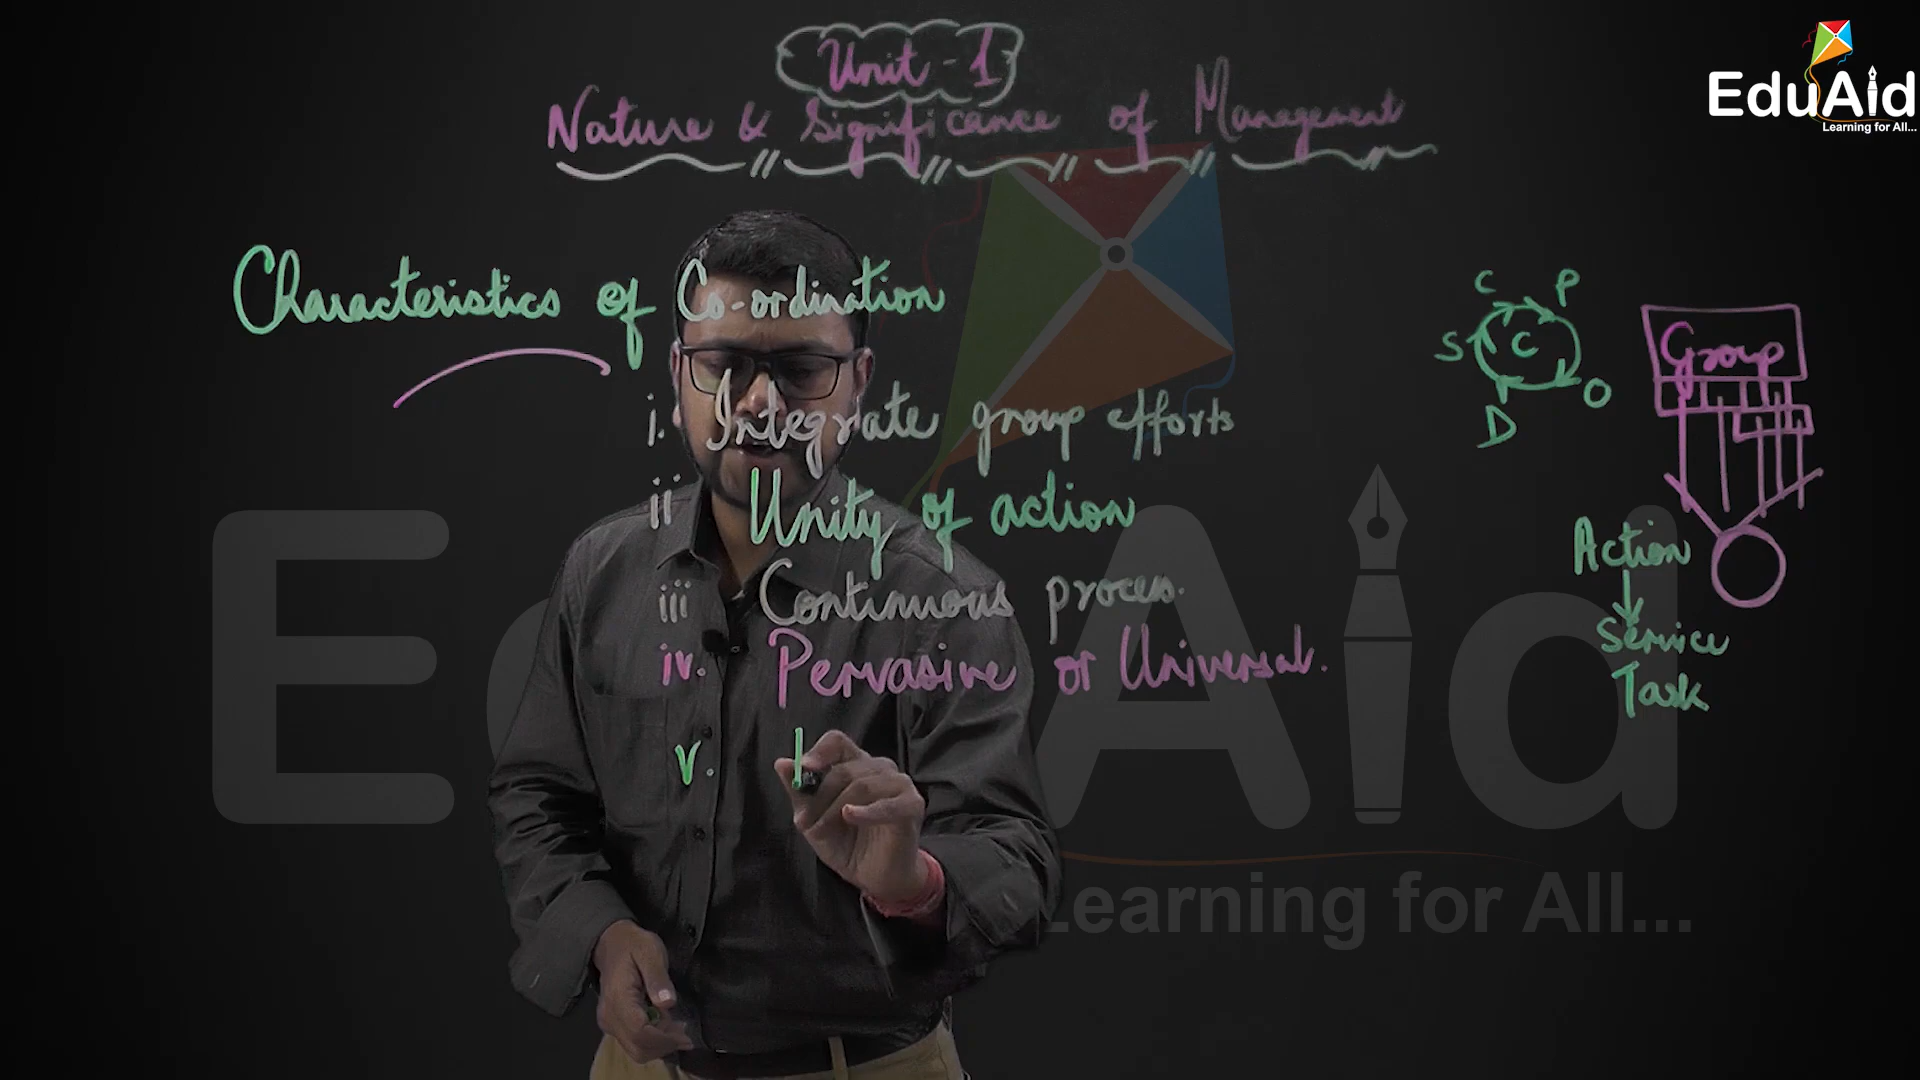 Unit - 1
Nature & Significance of Management
EduAid
Learning for All...
Characteristics of Co-ordination
i. Integrate group efforts
ii Unity of action
iii Continuous process.
iv. Pervasive or Universal.
v.
C P
S C O
D
Group
Action
Service
Task
EduAid
Learning for All...